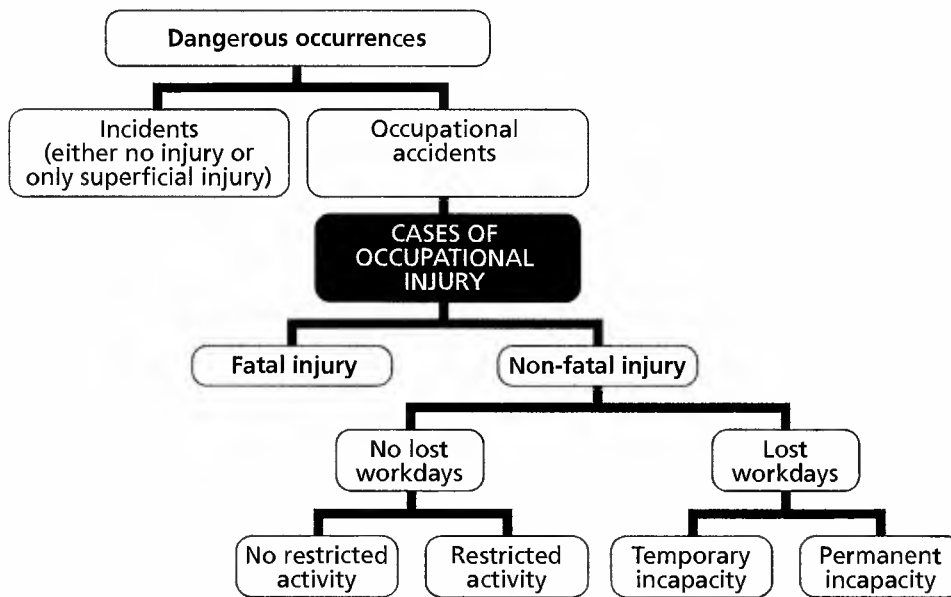 Dangerous occurrences
Incidents
(either no injury or
only superficial injury)
Occupational
accidents
CASES OF
OCCUPATIONAL
INJURY
Fatal injury
Non-fatal injury
No lost
workdays
Lost
workdays
No restricted
activity
Restricted
activity
Temporary
incapacity
Permanent
incapacity